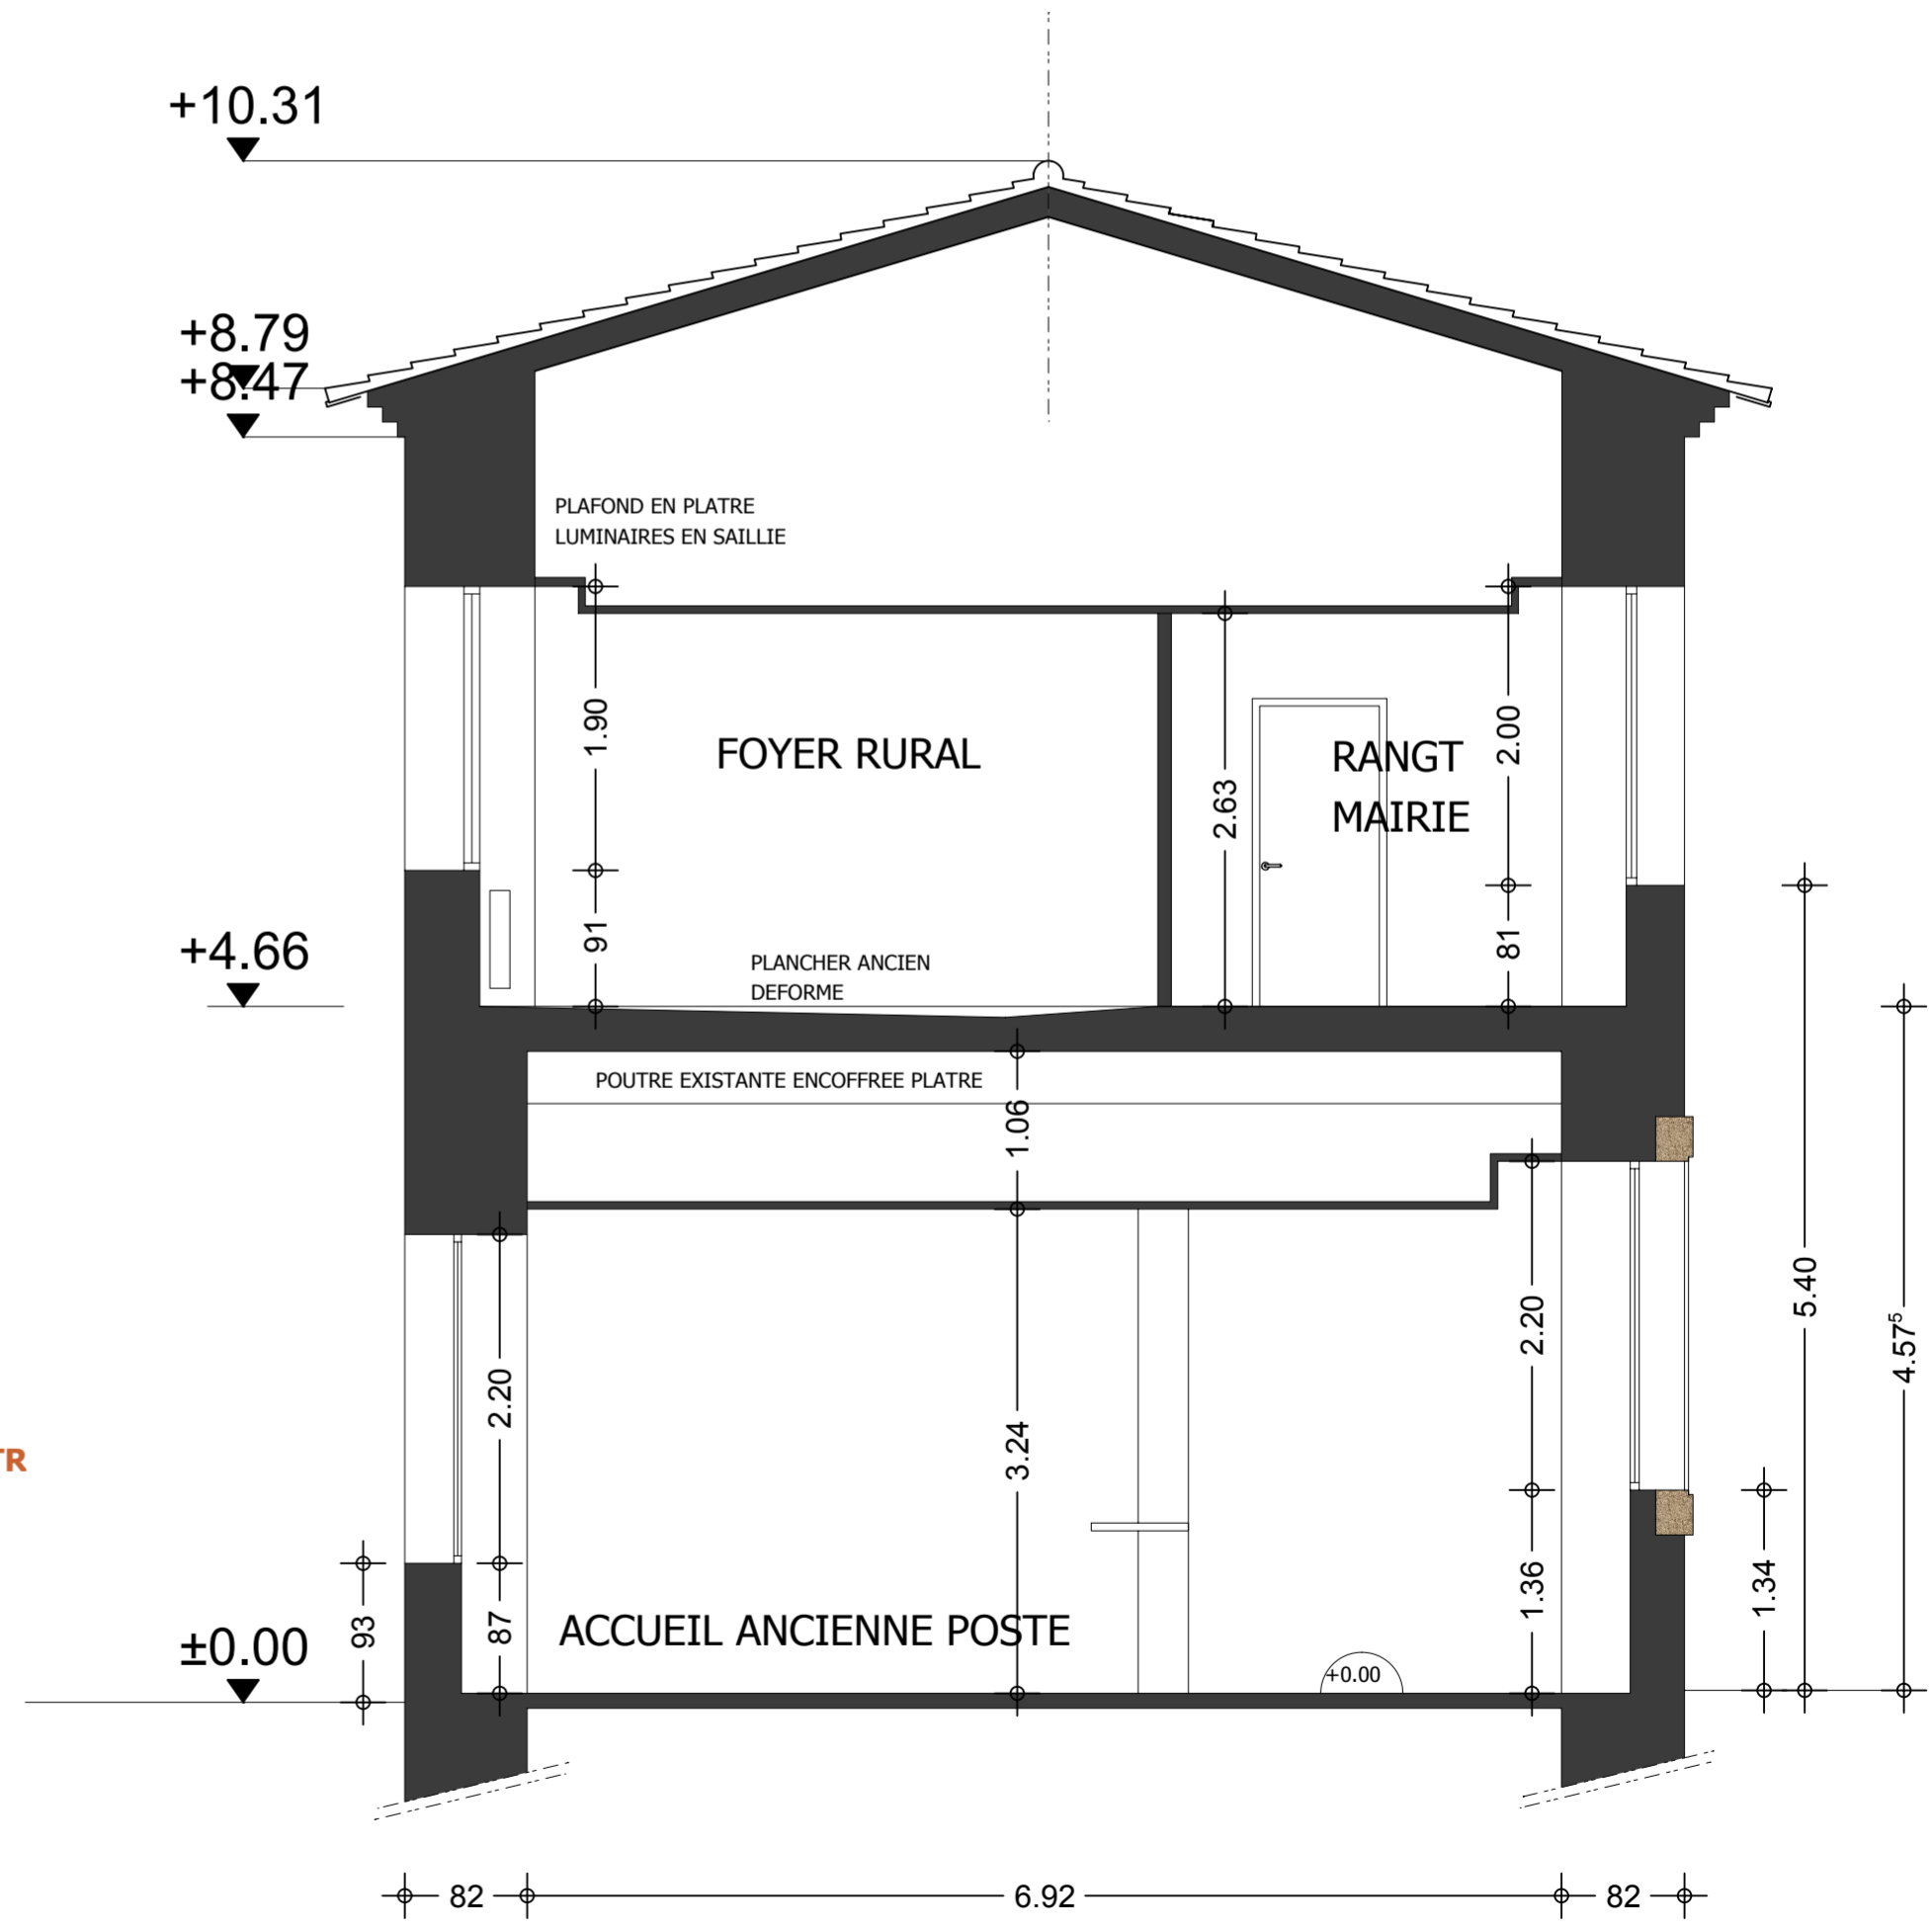 +10.31
+8.79
+8.47
PLAFOND EN PLATRE
LUMINAIRES EN SAILLIE
1.90
FOYER RURAL
2.63
RANGT
MAIRIE
2.00
91
81
+4.66
PLANCHER ANCIEN
DEFORME
POUTRE EXISTANTE ENCOFFREE PLATRE
1.06
5.40
4.57⁵
2.20
2.20
3.24
TR
93
87
ACCUEIL ANCIENNE POSTE
1.36
1.34
±0.00
+0.00
82
6.92
82